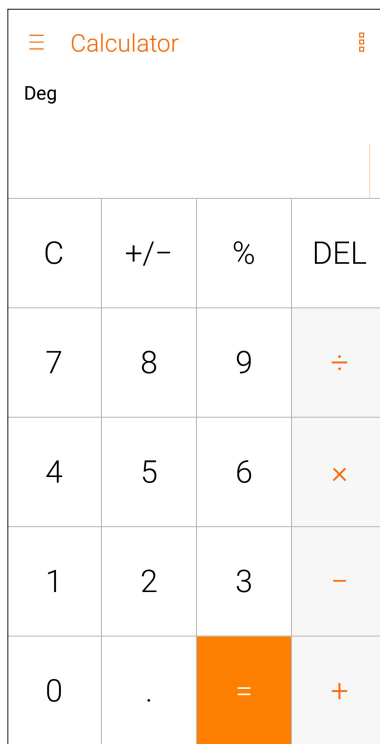 Calculator
Deg
C +/− % DEL
7 8 9 ÷
4 5 6 ×
1 2 3 −
0 . = +